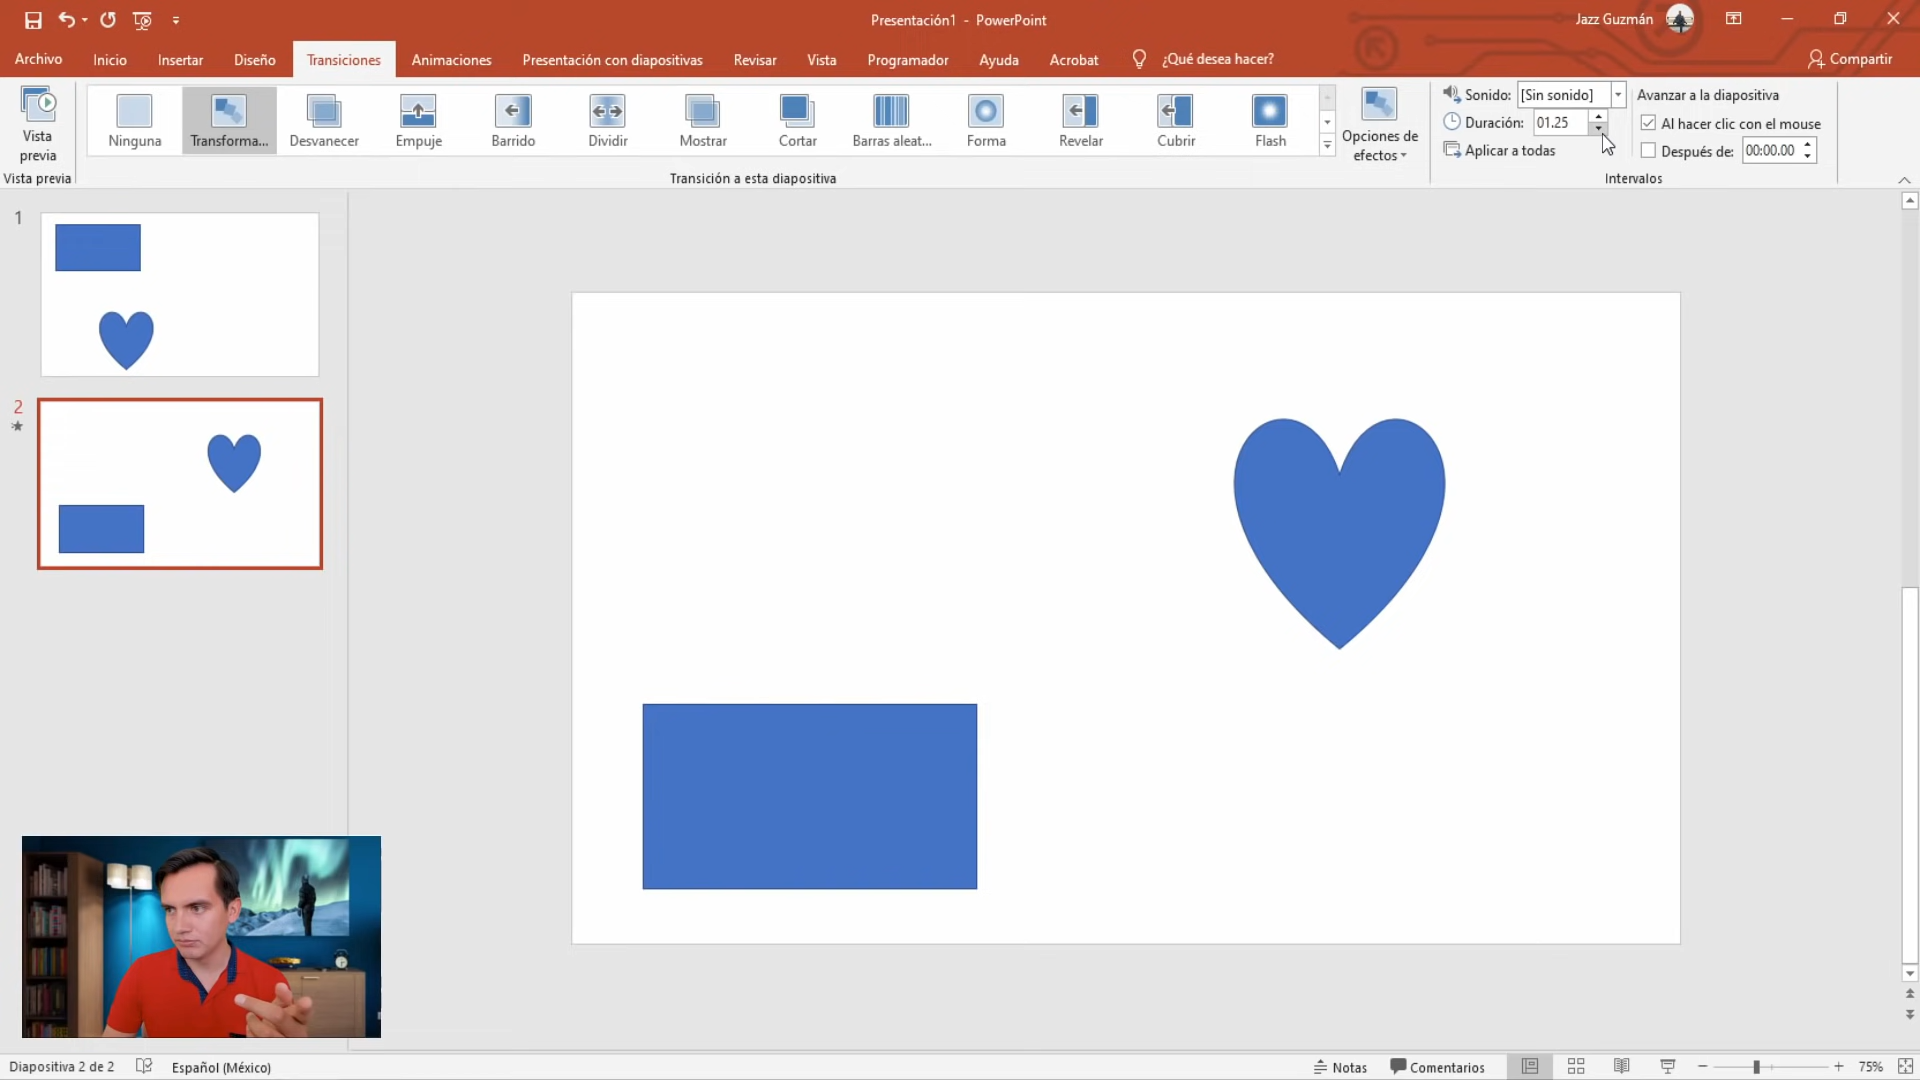 Presentación1 - PowerPoint
Jazz Guzmán
Archivo
Inicio
Insertar
Diseño
Transiciones
Animaciones
Presentación con diapositivas
Revisar
Vista
Programador
Ayuda
Acrobat
¿Qué desea hacer?
Compartir
Vista
previa
Ninguna
Transforma...
Desvanecer
Empuje
Barrido
Dividir
Mostrar
Cortar
Barras aleat...
Forma
Revelar
Cubrir
Flash
Opciones de
efectos
Sonido: [Sin sonido]
Duración: 01.25
Aplicar a todas
Avanzar a la diapositiva
Al hacer clic con el mouse
Después de: 00:00.00
Vista previa
Transición a esta diapositiva
Intervalos
1
2
Diapositiva 2 de 2
Español (México)
Notas
Comentarios
75%